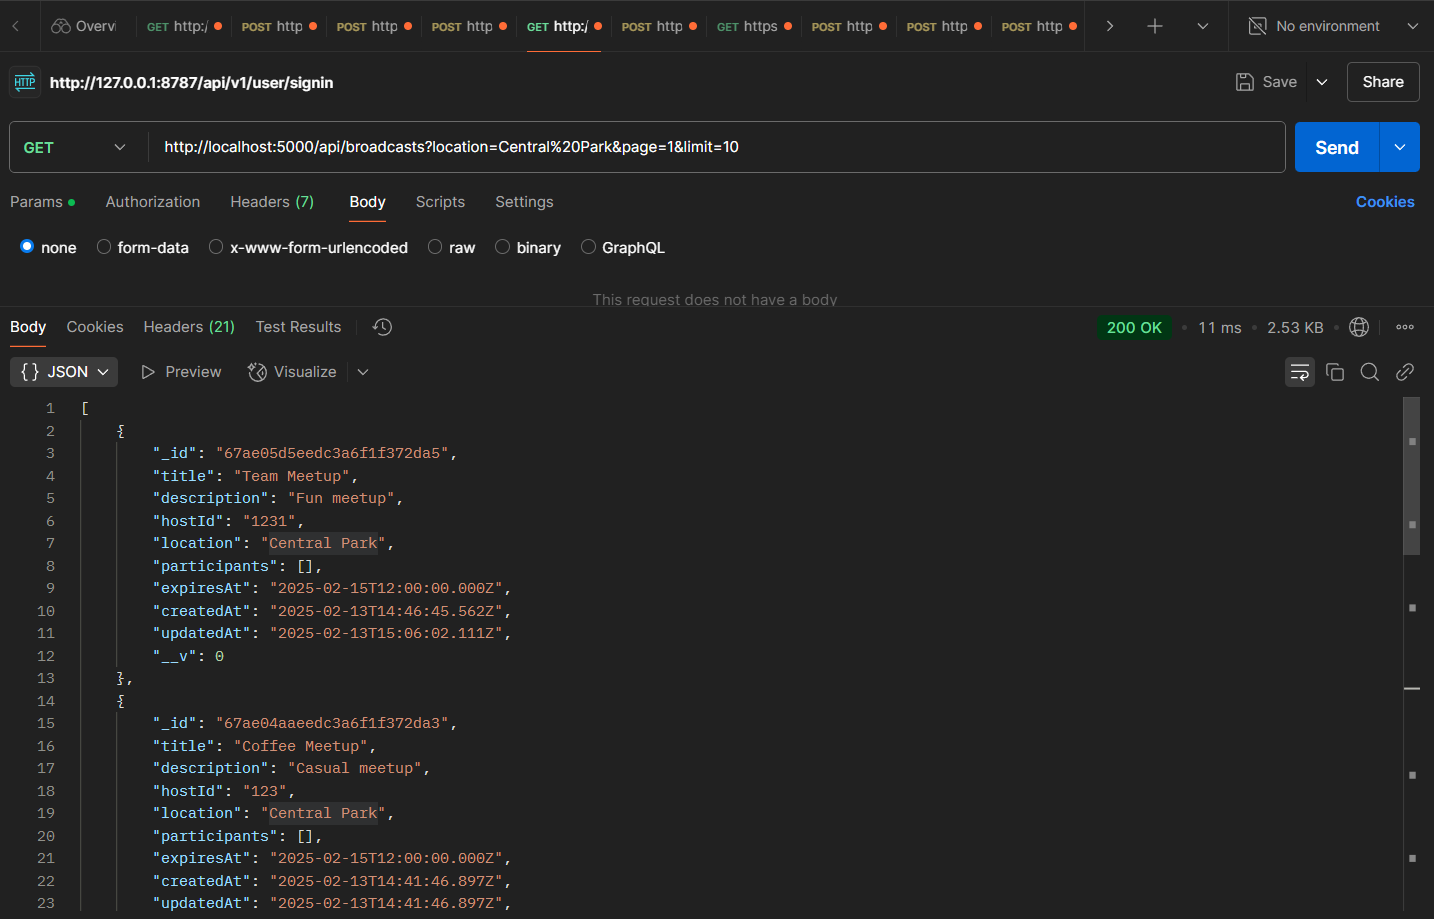 Overvi GET http:/ POST http POST http POST http GET http:/ POST http GET https POST http POST http POST http No environment
HTTP http://127.0.0.1:8787/api/v1/user/signin Save Share
GET http://localhost:5000/api/broadcasts?location=Central%20Park&page=1&limit=10 Send
Params Authorization Headers (7) Body Scripts Settings Cookies
none form-data x-www-form-urlencoded raw binary GraphQL
This request does not have a body
Body Cookies Headers (21) Test Results 200 OK 11 ms 2.53 KB
{} JSON Preview Visualize
1 [
2 {
3 "_id": "67ae05d5eedc3a6f1f372da5",
4 "title": "Team Meetup",
5 "description": "Fun meetup",
6 "hostId": "1231",
7 "location": "Central Park",
8 "participants": [],
9 "expiresAt": "2025-02-15T12:00:00.000Z",
10 "createdAt": "2025-02-13T14:46:45.562Z",
11 "updatedAt": "2025-02-13T15:06:02.111Z",
12 "__v": 0
13 },
14 {
15 "_id": "67ae04aaeedc3a6f1f372da3",
16 "title": "Coffee Meetup",
17 "description": "Casual meetup",
18 "hostId": "123",
19 "location": "Central Park",
20 "participants": [],
21 "expiresAt": "2025-02-15T12:00:00.000Z",
22 "createdAt": "2025-02-13T14:41:46.897Z",
23 "updatedAt": "2025-02-13T14:41:46.897Z",